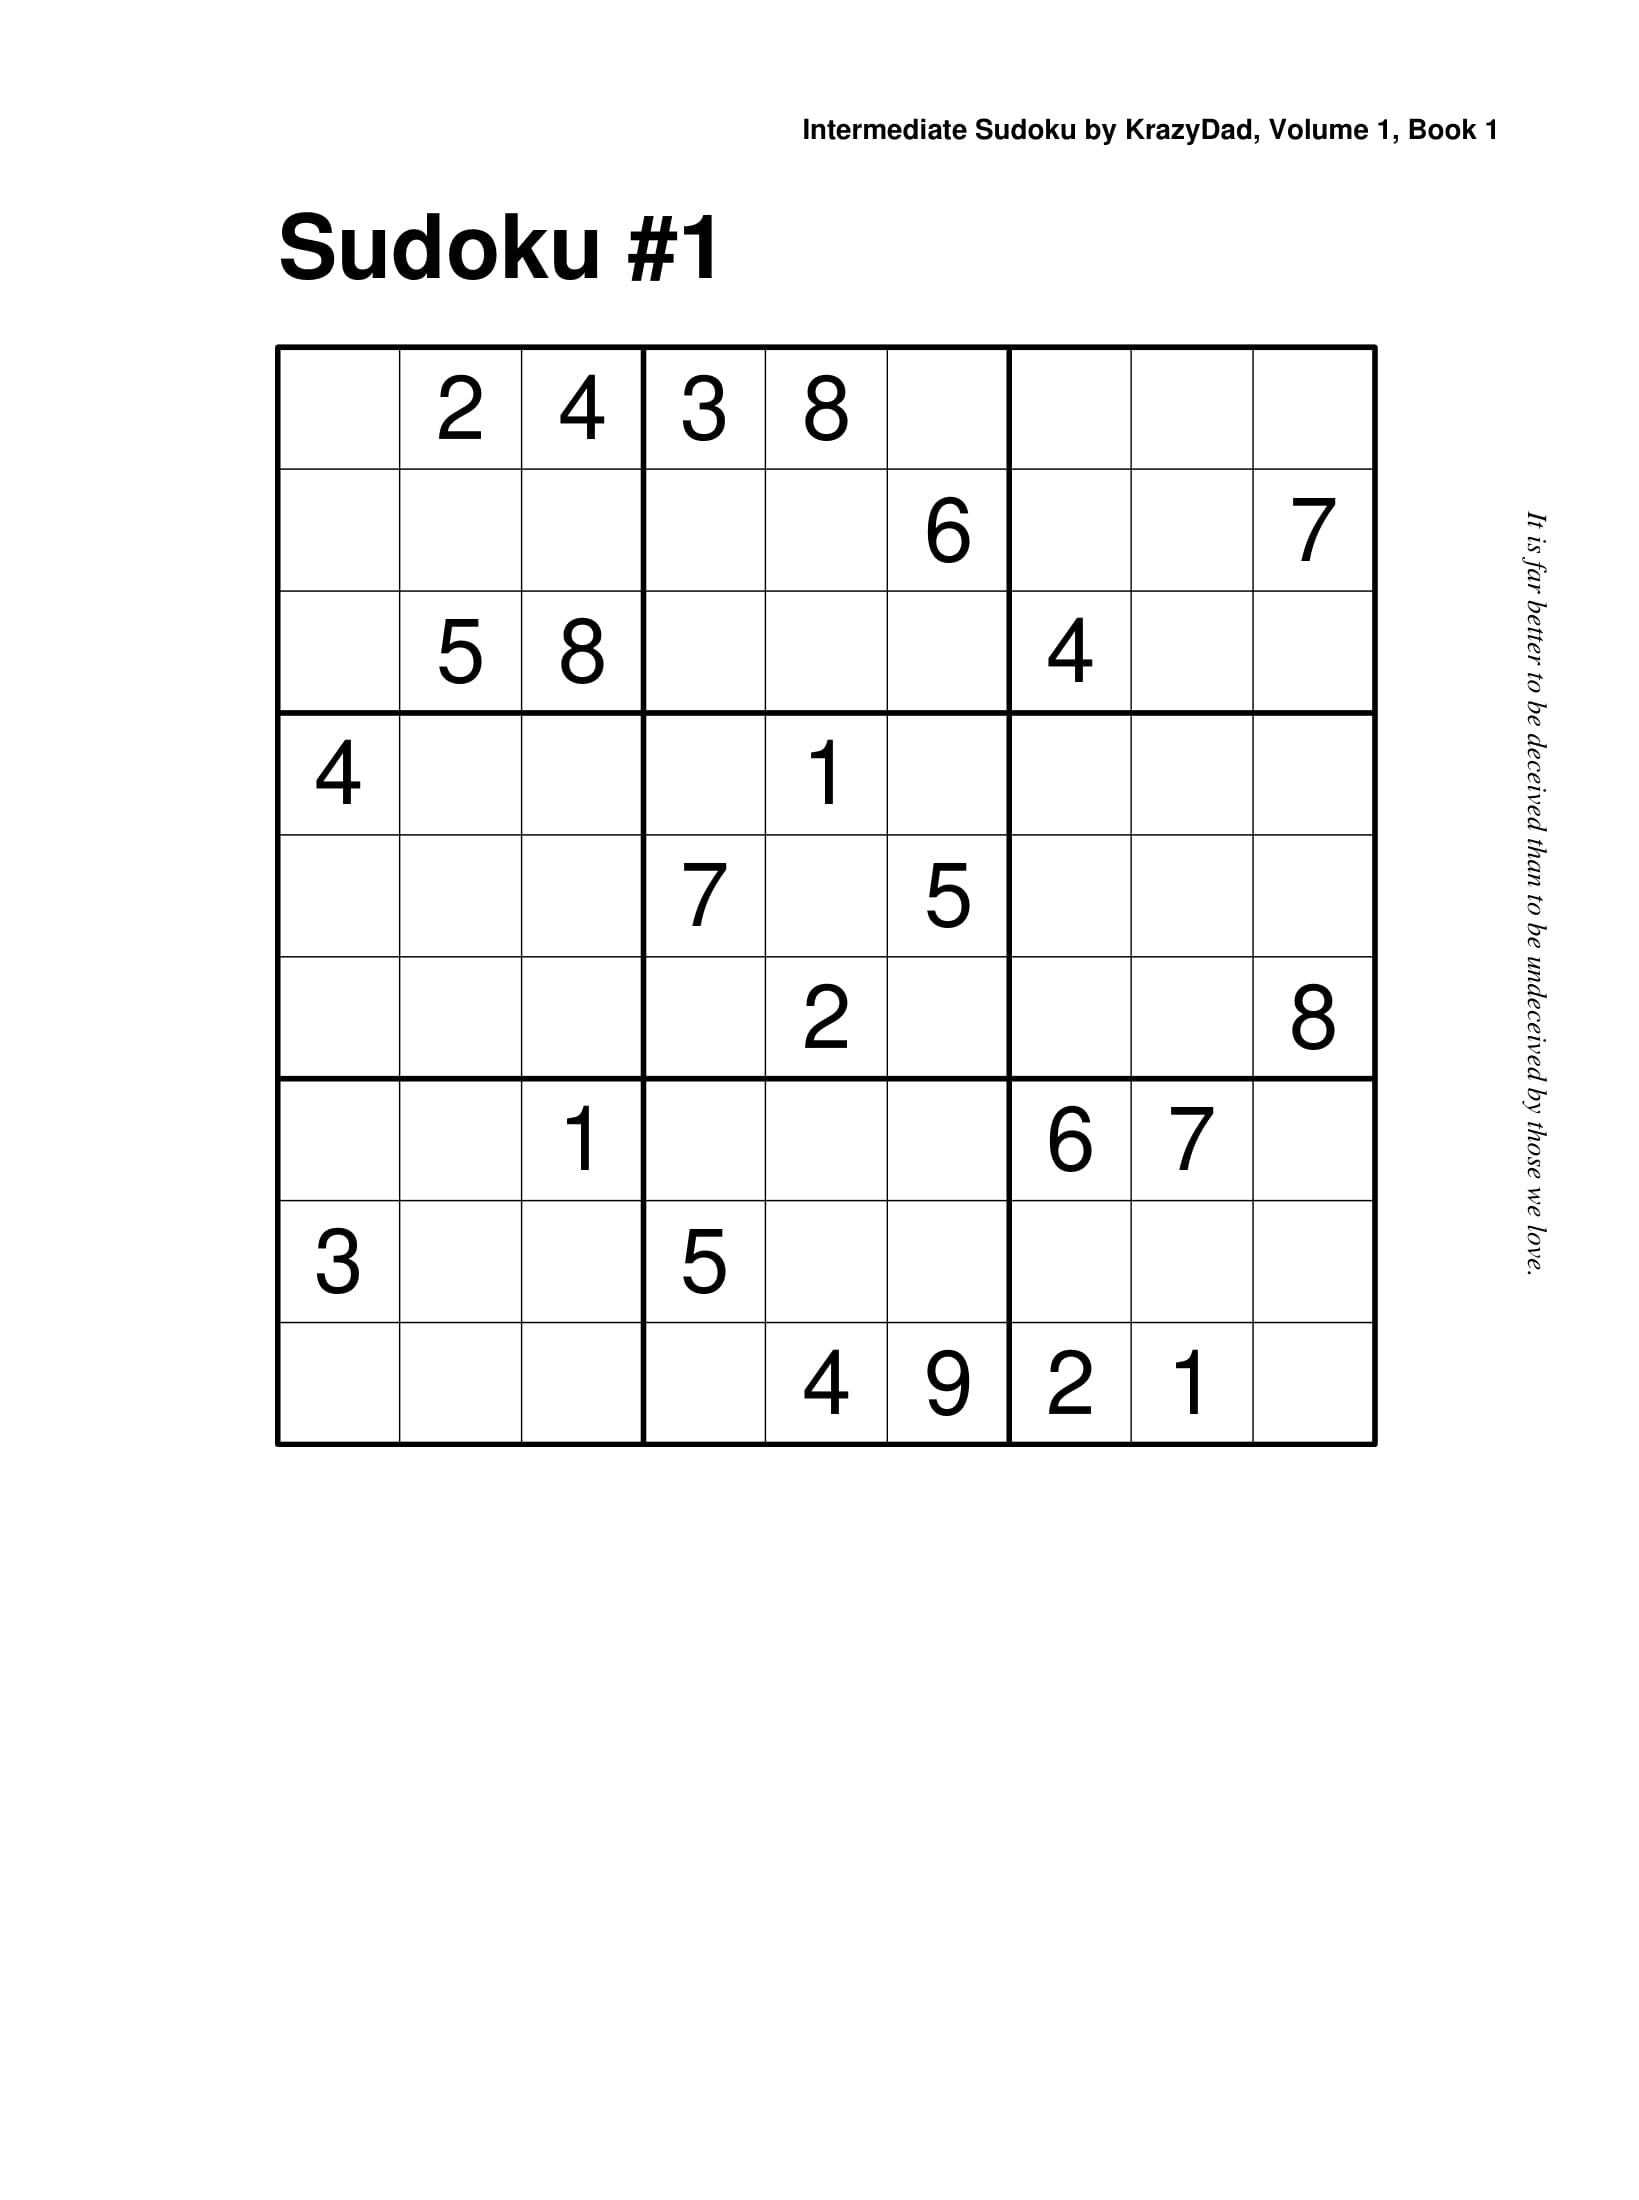 Intermediate Sudoku by KrazyDad, Volume 1, Book 1
Sudoku #1
2 4 3 8
6 7
5 8 4
4 1
7 5
2 8
1 6 7
3 5
4 9 2 1
It is far better to be deceived than to be undeceived by those we love.